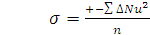 σ = (+−∑ ΔNu²) / n